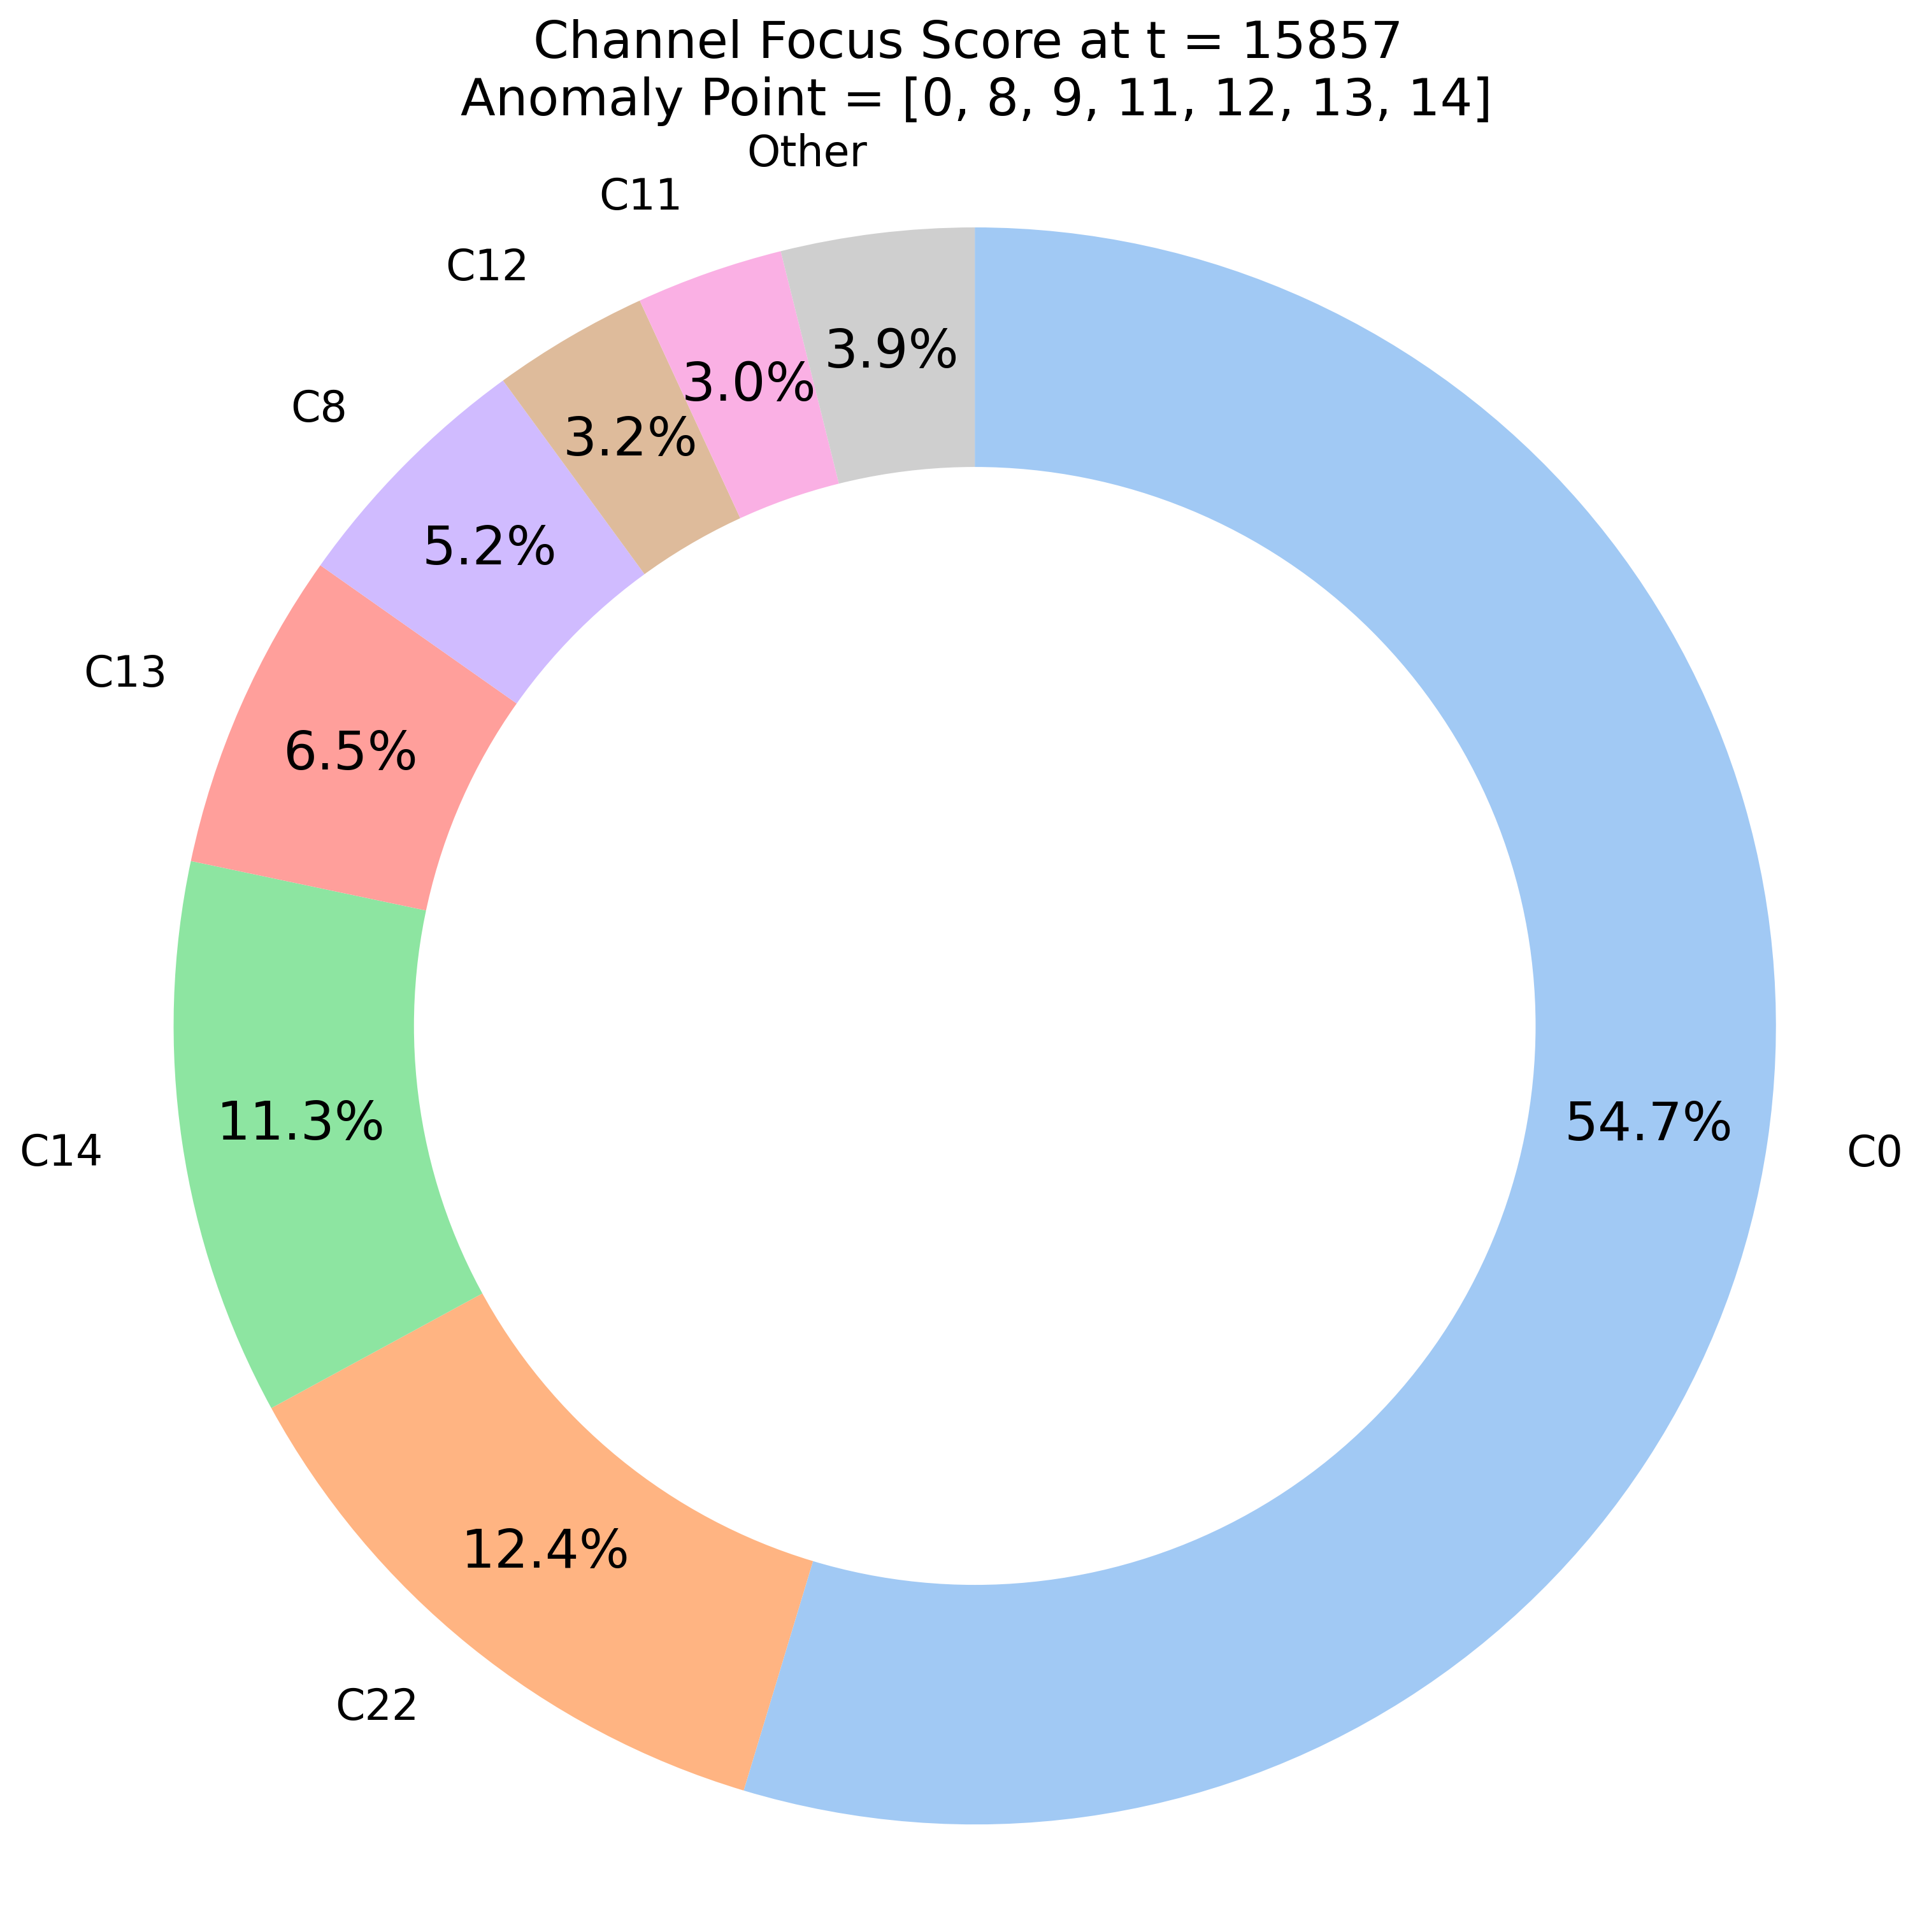 Channel Focus Score at t = 15857
Anomaly Point = [0, 8, 9, 11, 12, 13, 14]
Other
C11
C12
C8
C13
C14
C22
C0
3.9%
3.0%
3.2%
5.2%
6.5%
11.3%
12.4%
54.7%